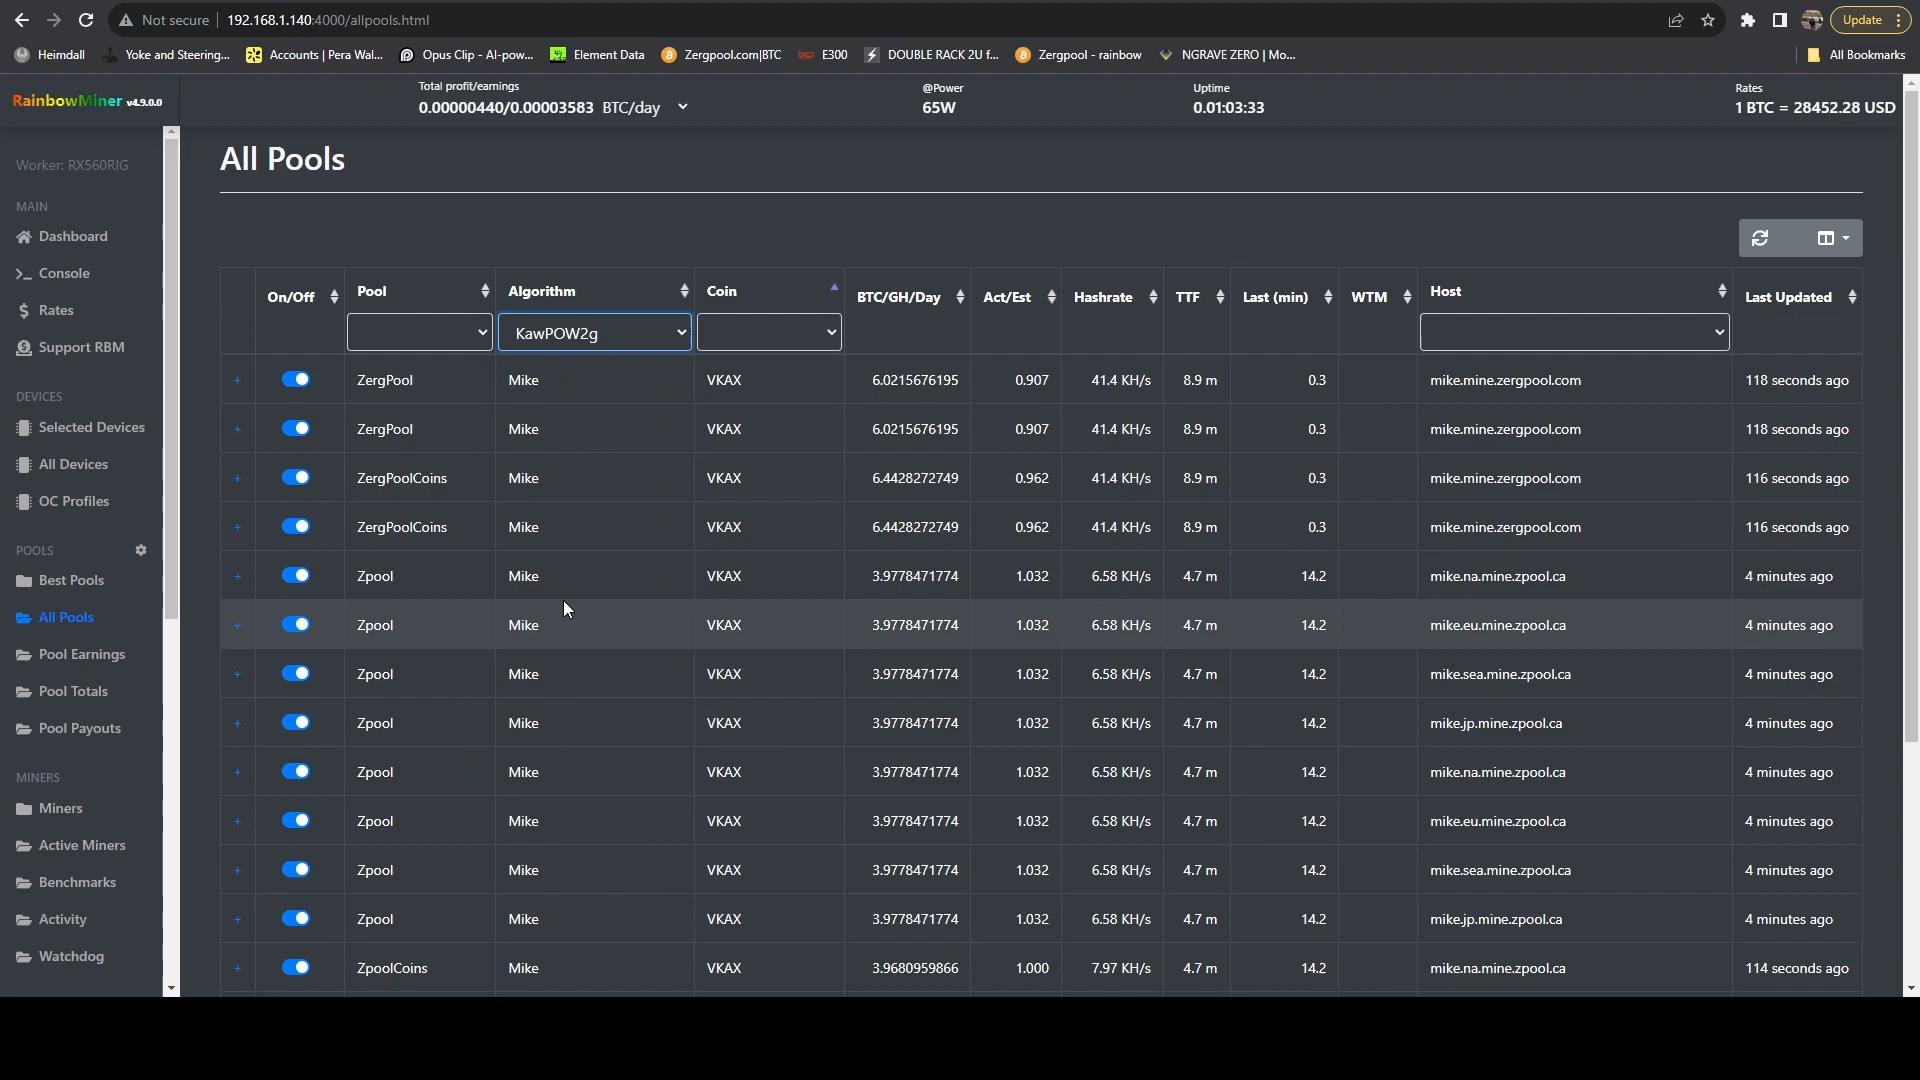 Not secure 192.168.1.140:4000/allpools.html Update
Heimdall Yoke and Steering... Accounts | Pera Wal... Opus Clip - AI-pow... Element Data Zergpool.com|BTC E300 DOUBLE RACK 2U f... Zergpool - rainbow NGRAVE ZERO | Mo... All Bookmarks
RainbowMiner v4.9.0.0
Total profit/earnings
0.00000440/0.00003583 BTC/day
@Power
65W
Uptime
0.01:03:33
Rates
1 BTC = 28452.28 USD
Worker: RX560RIG
MAIN
Dashboard
Console
Rates
Support RBM
DEVICES
Selected Devices
All Devices
OC Profiles
POOLS
Best Pools
All Pools
Pool Earnings
Pool Totals
Pool Payouts
MINERS
Miners
Active Miners
Benchmarks
Activity
Watchdog
All Pools
On/Off Pool Algorithm Coin BTC/GH/Day Act/Est Hashrate TTF Last (min) WTM Host Last Updated
KawPOW2g
+ ZergPool Mike VKAX 6.0215676195 0.907 41.4 KH/s 8.9 m 0.3 mike.mine.zergpool.com 118 seconds ago
+ ZergPool Mike VKAX 6.0215676195 0.907 41.4 KH/s 8.9 m 0.3 mike.mine.zergpool.com 118 seconds ago
+ ZergPoolCoins Mike VKAX 6.4428272749 0.962 41.4 KH/s 8.9 m 0.3 mike.mine.zergpool.com 116 seconds ago
+ ZergPoolCoins Mike VKAX 6.4428272749 0.962 41.4 KH/s 8.9 m 0.3 mike.mine.zergpool.com 116 seconds ago
+ Zpool Mike VKAX 3.9778471774 1.032 6.58 KH/s 4.7 m 14.2 mike.na.mine.zpool.ca 4 minutes ago
+ Zpool Mike VKAX 3.9778471774 1.032 6.58 KH/s 4.7 m 14.2 mike.eu.mine.zpool.ca 4 minutes ago
+ Zpool Mike VKAX 3.9778471774 1.032 6.58 KH/s 4.7 m 14.2 mike.sea.mine.zpool.ca 4 minutes ago
+ Zpool Mike VKAX 3.9778471774 1.032 6.58 KH/s 4.7 m 14.2 mike.jp.mine.zpool.ca 4 minutes ago
+ Zpool Mike VKAX 3.9778471774 1.032 6.58 KH/s 4.7 m 14.2 mike.na.mine.zpool.ca 4 minutes ago
+ Zpool Mike VKAX 3.9778471774 1.032 6.58 KH/s 4.7 m 14.2 mike.eu.mine.zpool.ca 4 minutes ago
+ Zpool Mike VKAX 3.9778471774 1.032 6.58 KH/s 4.7 m 14.2 mike.sea.mine.zpool.ca 4 minutes ago
+ Zpool Mike VKAX 3.9778471774 1.032 6.58 KH/s 4.7 m 14.2 mike.jp.mine.zpool.ca 4 minutes ago
+ ZpoolCoins Mike VKAX 3.9680959866 1.000 7.97 KH/s 4.7 m 14.2 mike.na.mine.zpool.ca 114 seconds ago